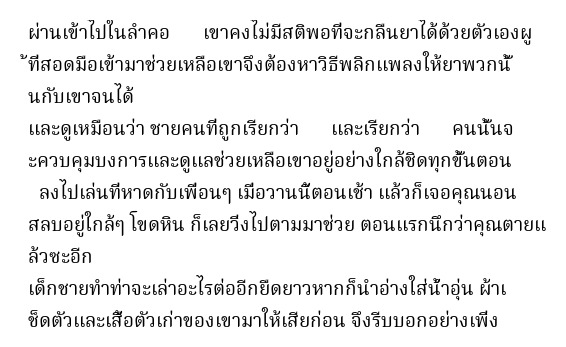 ผ่านเข้าไปในลำคอ เขาคงไม่มีสติพอที่จะกลืนยาได้ด้วยตัวเองผู
้ที่สอดมือเข้ามาช่วยเหลือเขาจึงต้องหาวิธีพลิกแพลงให้ยาพวกนั้
นกับเขาจนได้
และดูเหมือนว่า ชายคนที่ถูกเรียกว่า และเรียกว่า คนนั้นจ
ะควบคุมบงการและดูแลช่วยเหลือเขาอยู่อย่างใกล้ชิดทุกขั้นตอน
ลงไปเล่นที่หาดกับเพื่อนๆ เมื่อวานนี้ตอนเช้า แล้วก็เจอคุณนอน
สลบอยู่ใกล้ๆ โขดหิน ก็เลยวิ่งไปตามมาช่วย ตอนแรกนึกว่าคุณตายแ
ล้วซะอีก
เด็กชายทำท่าจะเล่าอะไรต่ออีกยืดยาวหากก็นำอ่างใส่น้ำอุ่น ผ้าเ
ช็ดตัวและเสื้อตัวเก่าของเขามาให้เสียก่อน จึงรีบบอกอย่างเพิ่ง